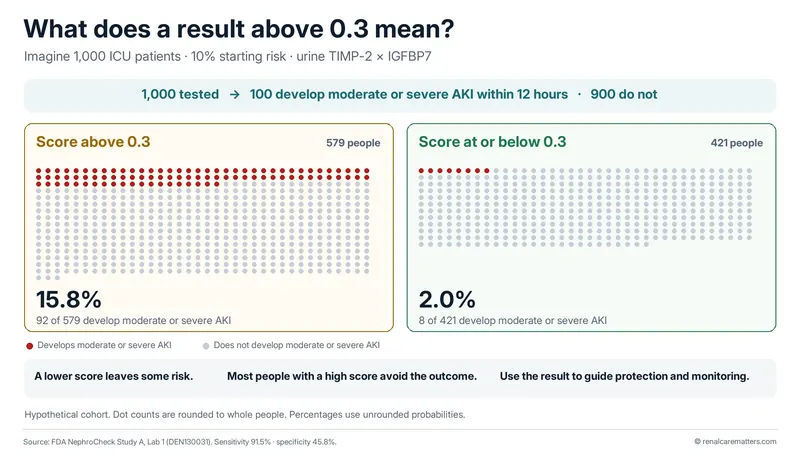 What does a result above 0.3 mean?
Imagine 1,000 ICU patients · 10% starting risk · urine TIMP-2 × IGFBP7
1,000 tested → 100 develop moderate or severe AKI within 12 hours · 900 do not
Score above 0.3
579 people
15.8%
92 of 579 develop moderate or severe AKI
Score at or below 0.3
421 people
2.0%
8 of 421 develop moderate or severe AKI
Develops moderate or severe AKI
Does not develop moderate or severe AKI
A lower score leaves some risk.
Most people with a high score avoid the outcome.
Use the result to guide protection and monitoring.
Hypothetical cohort. Dot counts are rounded to whole people. Percentages use unrounded probabilities.
Source: FDA NephroCheck Study A, Lab 1 (DEN130031). Sensitivity 91.5% · specificity 45.8%.
© renalcarematters.com